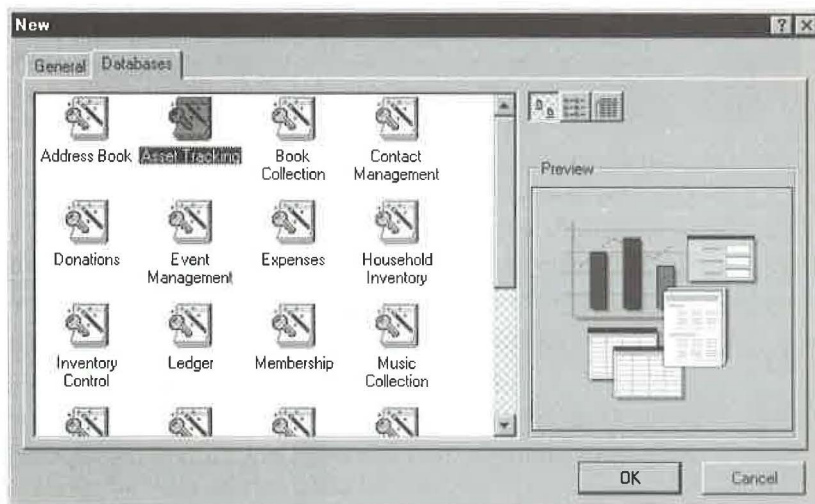 New
General Databases
Address Book Asset Tracking Book Collection Contact Management
Donations Event Management Expenses Household Inventory
Inventory Control Ledger Membership Music Collection
Preview
OK Cancel